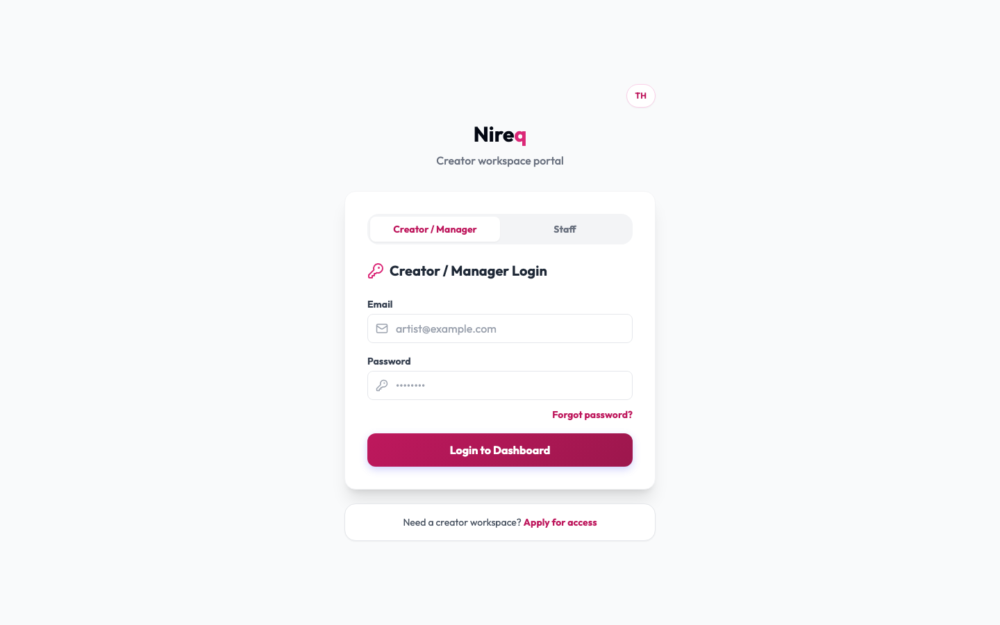 TH
Nireq
Creator workspace portal
Creator / Manager
Staff
Creator / Manager Login
Email
artist@example.com
Password
••••••••
Forgot password?
Login to Dashboard
Need a creator workspace? Apply for access